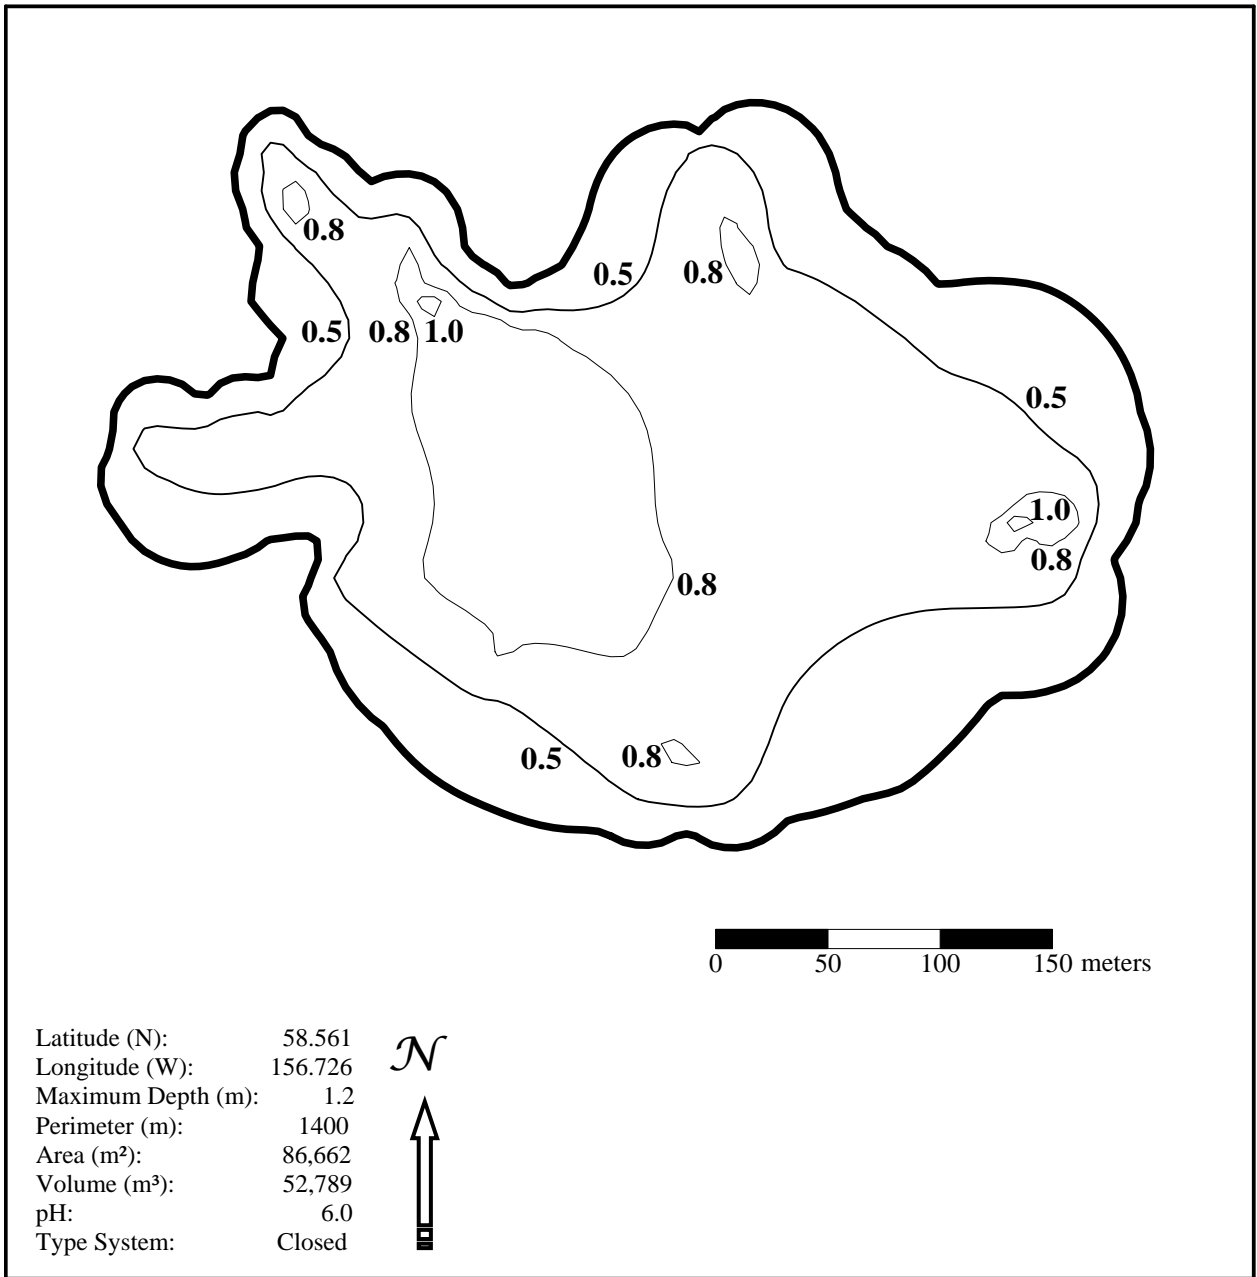 0.8
0.5
0.8
0.5
0.8
1.0
0.5
1.0
0.8
0.8
0.5
0.8
0 50 100 150 meters
Latitude (N): 58.561
Longitude (W): 156.726
Maximum Depth (m): 1.2
Perimeter (m): 1400
Area (m²): 86,662
Volume (m³): 52,789
pH: 6.0
Type System: Closed
N